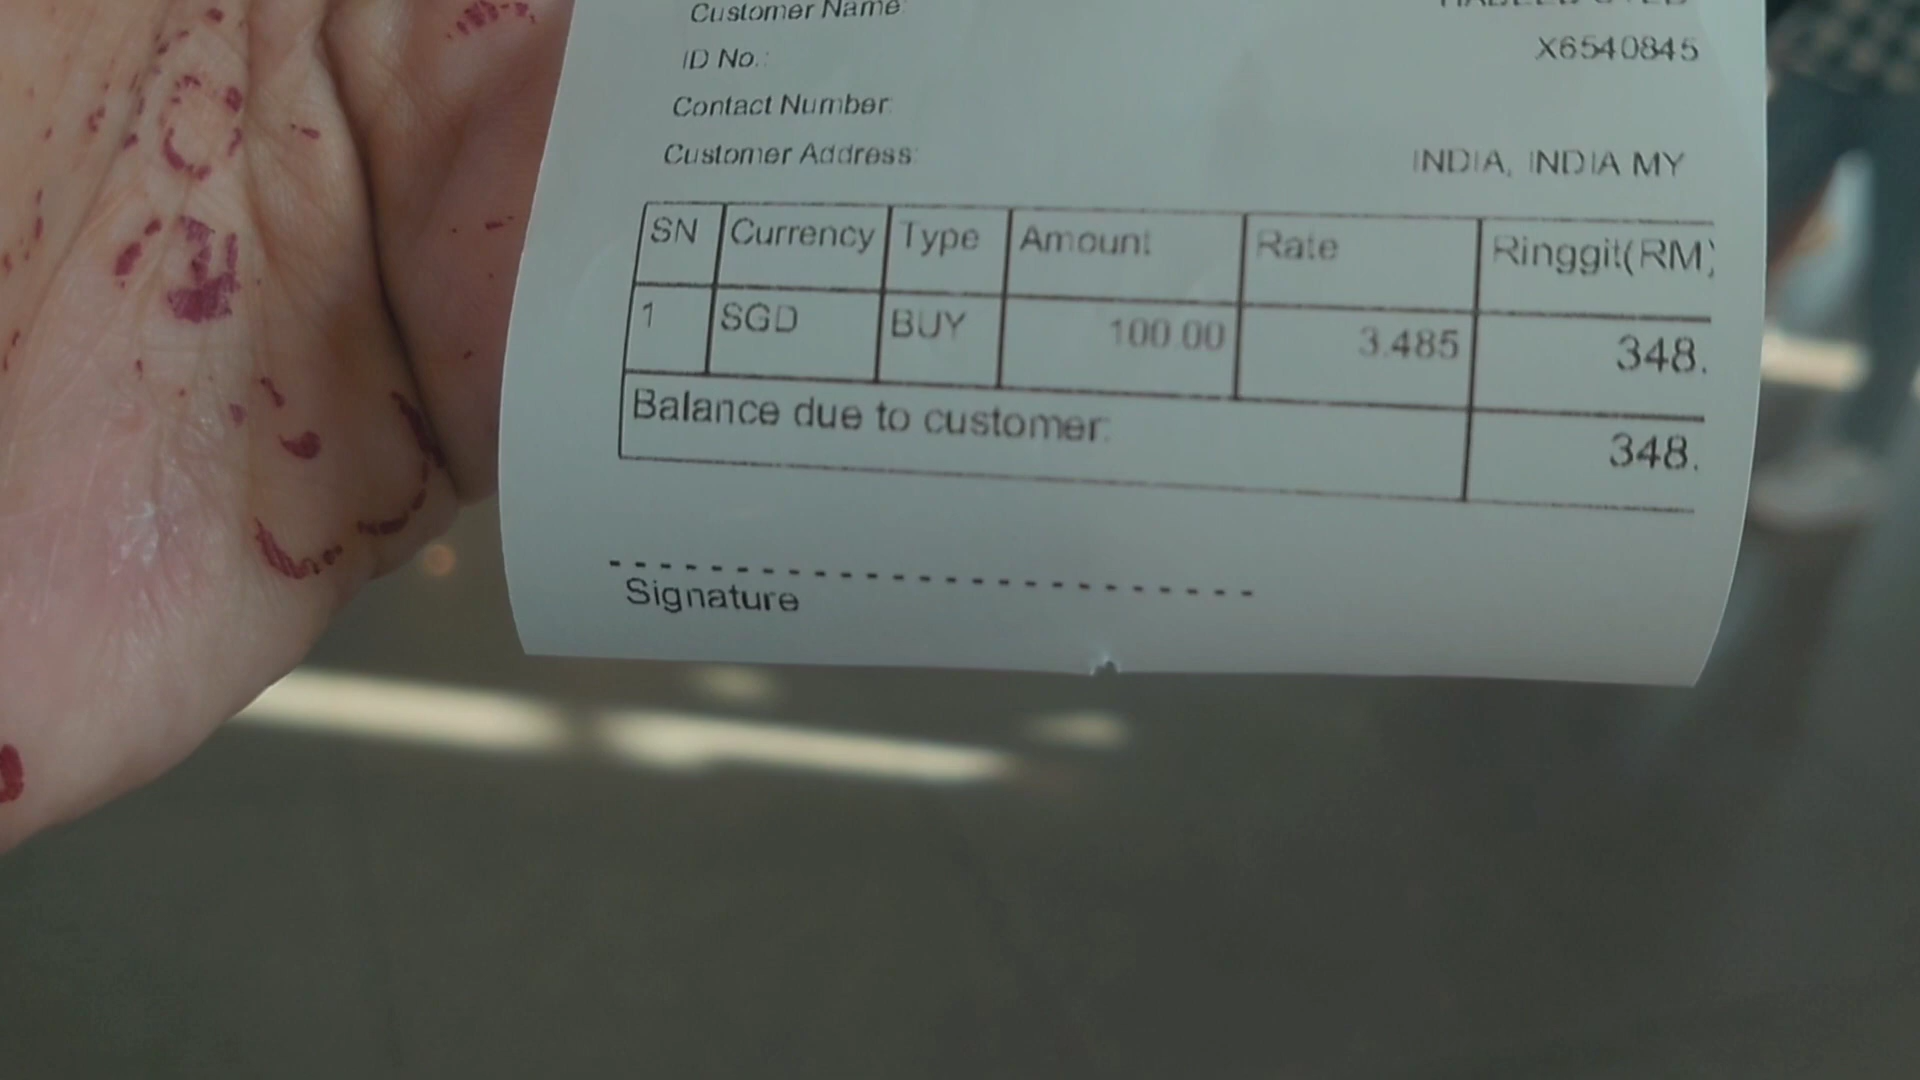 Customer Name:
ID No.: X6540845
Contact Number:
Customer Address: INDIA, INDIA MY
SN Currency Type Amount Rate Ringgit(RM)
1 SGD BUY 100.00 3.485 348.
Balance due to customer: 348.
Signature